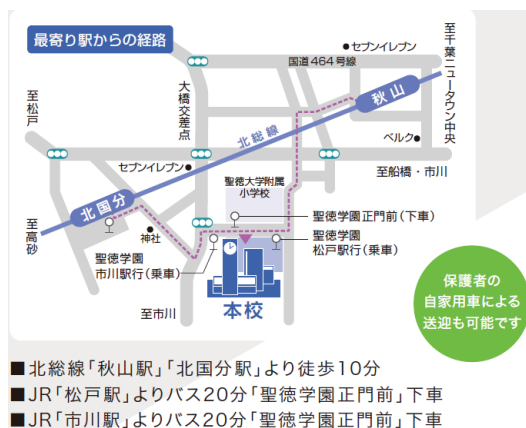 最寄り駅からの経路
セブンイレブン
国道464号線
至千葉ニュータウン中央
大橋交差点
秋山
至松戸
北総線
ベルク
セブンイレブン
至船橋・市川
聖徳大学附属
小学校
北国分
聖徳学園正門前(下車)
至高砂
神社
聖徳学園
松戸駅行(乗車)
聖徳学園
市川駅行(乗車)
保護者の
自家用車による
送迎も可能です
至市川
本校
■北総線「秋山駅」「北国分駅」より徒歩10分
■JR「松戸駅」よりバス20分「聖徳学園正門前」下車
■JR「市川駅」よりバス20分「聖徳学園正門前」下車